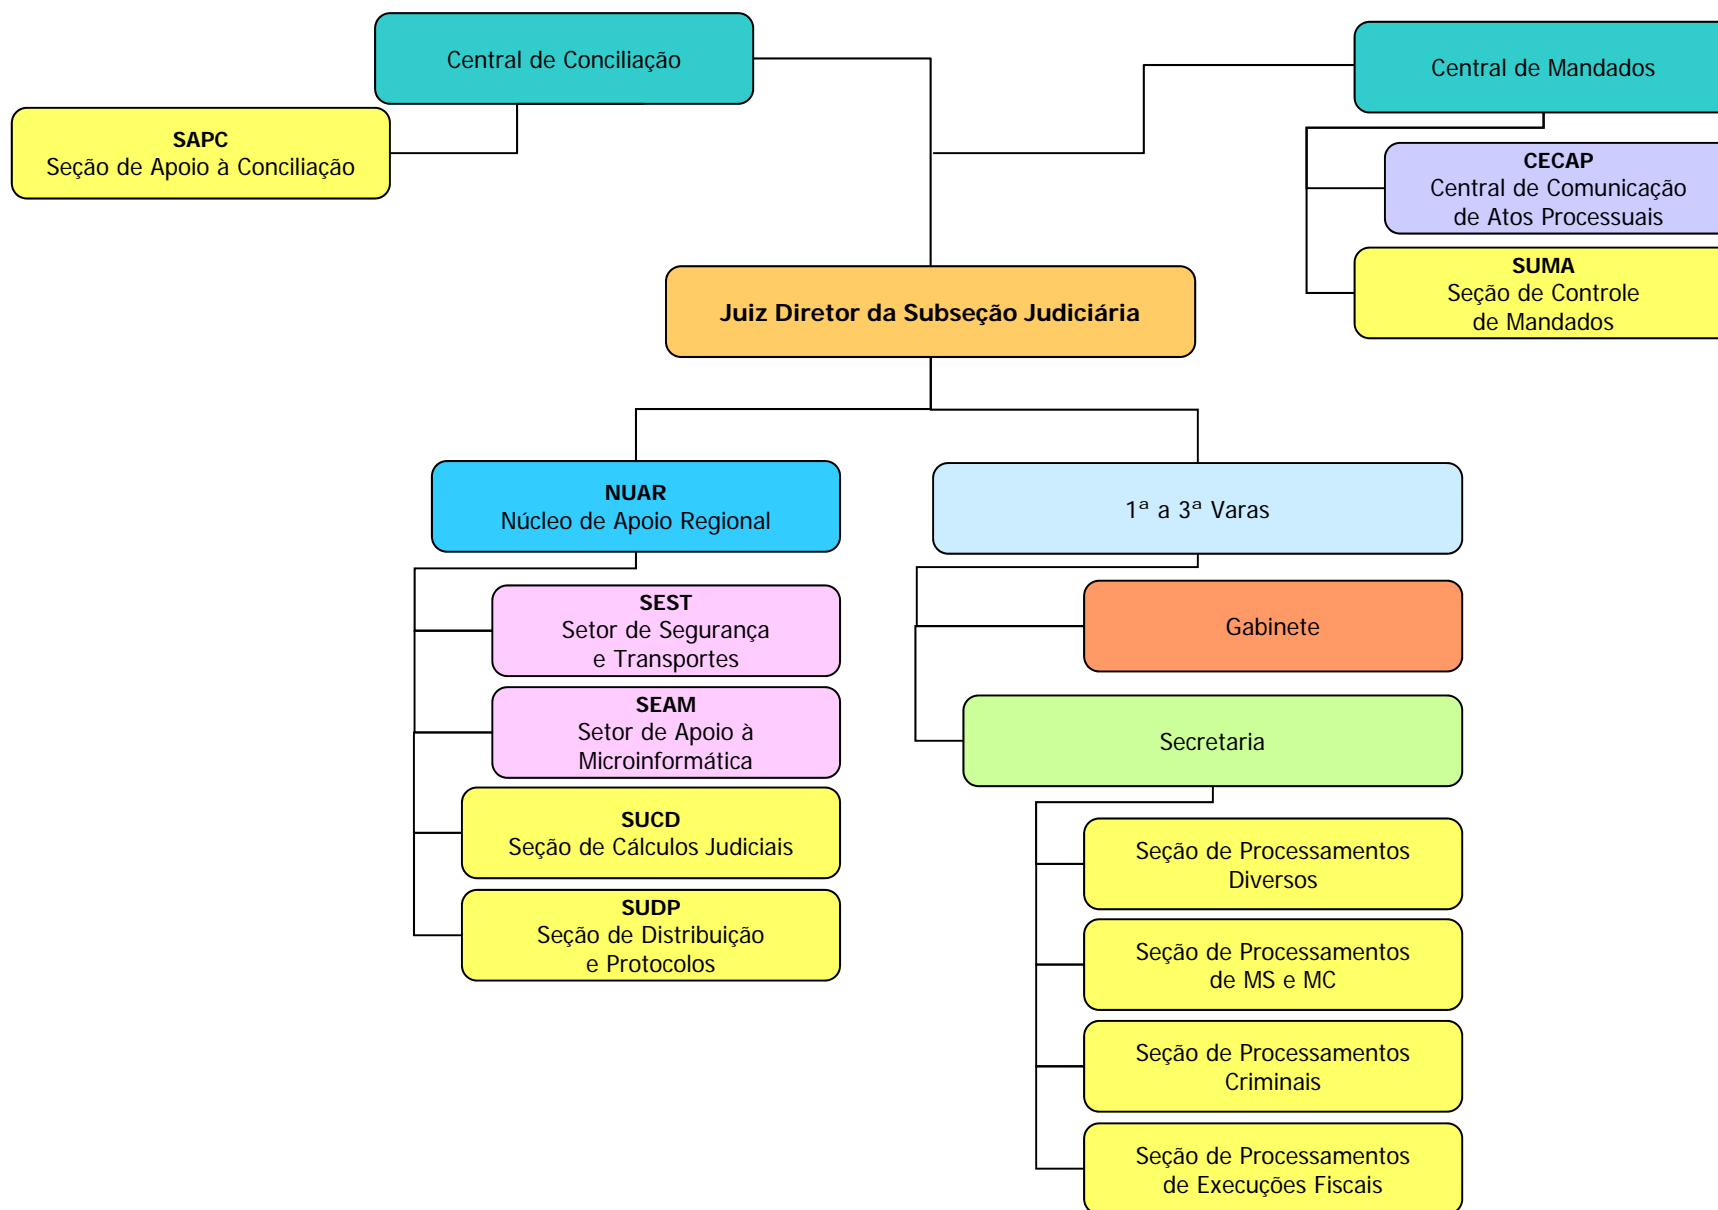 Central de Conciliação
Central de Mandados
SAPC
Seção de Apoio à Conciliação
CECAP
Central de Comunicação
de Atos Processuais
SUMA
Seção de Controle
de Mandados
Juiz Diretor da Subseção Judiciária
NUAR
Núcleo de Apoio Regional
SEST
Setor de Segurança
e Transportes
SEAM
Setor de Apoio à
Microinformática
SUCD
Seção de Cálculos Judiciais
SUDP
Seção de Distribuição
e Protocolos
1ª a 3ª Varas
Gabinete
Secretaria
Seção de Processamentos
Diversos
Seção de Processamentos
de MS e MC
Seção de Processamentos
Criminais
Seção de Processamentos
de Execuções Fiscais